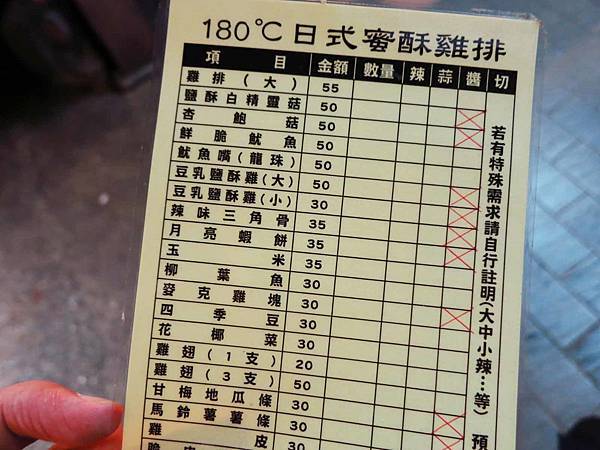 180℃日式蜜酥雞排
項目 金額 數量 辣 蒜 醬 切
雞排(大) 55
鹽酥白精靈菇 50
杏鮑菇 50
鮮脆魷魚 50
魷魚嘴(龍珠) 50
豆乳鹽酥雞(大) 50
豆乳鹽酥雞(小) 30
辣味三角骨 35
月亮蝦餅 35
玉米 35
柳葉魚 30
麥克雞塊 30
四季豆 30
花椰菜 30
雞翅(1支) 20
雞翅(3支) 50
甘梅地瓜條 30
馬鈴薯薯條 30
雞皮 30
脆皮
若有特殊需求請自行註明(大中小辣…等)
預